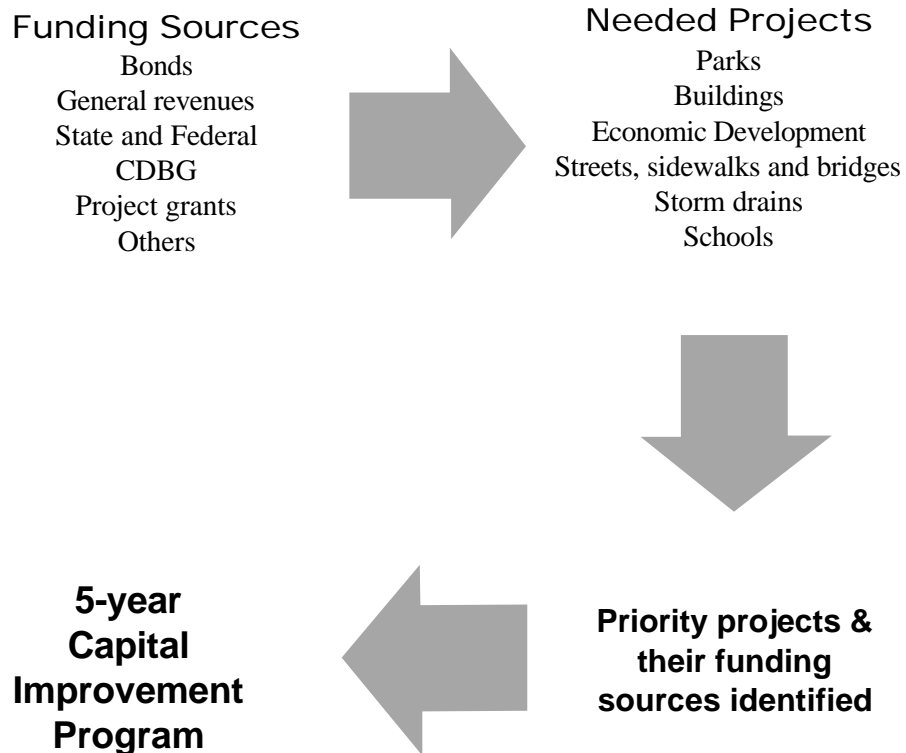 Funding Sources
Bonds
General revenues
State and Federal
CDBG
Project grants
Others
Needed Projects
Parks
Buildings
Economic Development
Streets, sidewalks and bridges
Storm drains
Schools
Priority projects &
their funding
sources identified
5-year
Capital
Improvement
Program